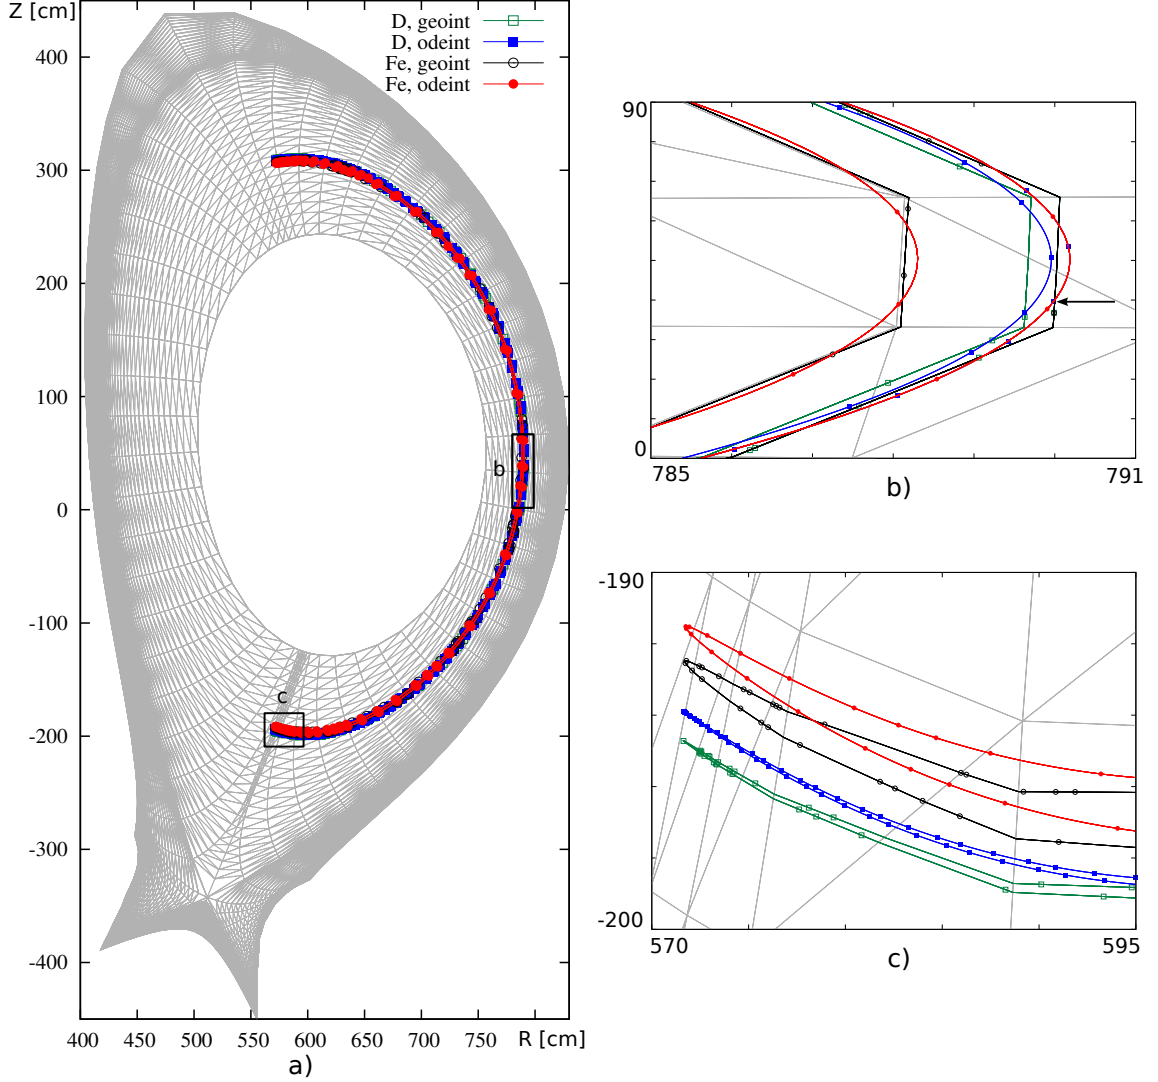 Z [cm]
400
300
200
100
0
-100
-200
-300
-400
D, geoint
D, odeint
Fe, geoint
Fe, odeint
b
c
400 450 500 550 600 650 700 750 R [cm]
a)
90
0
785 791
b)
-190
-200
570 595
c)